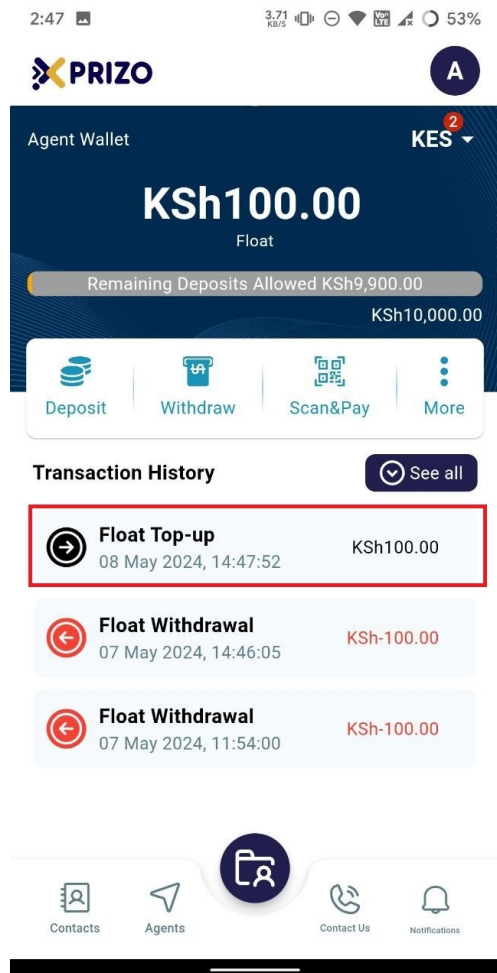 2:47
3.71 KB/S
Vo1 LTE
53%
PRIZO
A
Agent Wallet
KES
2
KSh100.00
Float
Remaining Deposits Allowed KSh9,900.00
KSh10,000.00
Deposit
Withdraw
Scan&Pay
More
Transaction History
See all
Float Top-up
08 May 2024, 14:47:52
KSh100.00
Float Withdrawal
07 May 2024, 14:46:05
KSh-100.00
Float Withdrawal
07 May 2024, 11:54:00
KSh-100.00
Contacts
Agents
Contact Us
Notifications